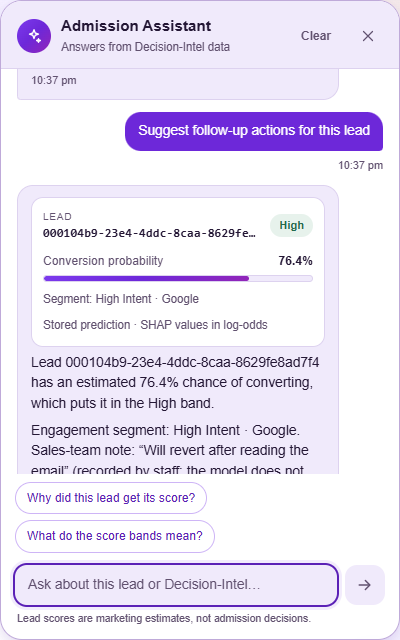 Admission Assistant
Answers from Decision-Intel data
Clear
10:37 pm
Suggest follow-up actions for this lead
10:37 pm
LEAD
000104b9-23e4-4ddc-8caa-8629fe…
High
Conversion probability
76.4%
Segment: High Intent · Google
Stored prediction · SHAP values in log-odds
Lead 000104b9-23e4-4ddc-8caa-8629fe8ad7f4
has an estimated 76.4% chance of converting,
which puts it in the High band.
Engagement segment: High Intent · Google.
Sales-team note: “Will revert after reading the
email” (recorded by staff; the model does not
Why did this lead get its score?
What do the score bands mean?
Ask about this lead or Decision-Intel…
Lead scores are marketing estimates, not admission decisions.